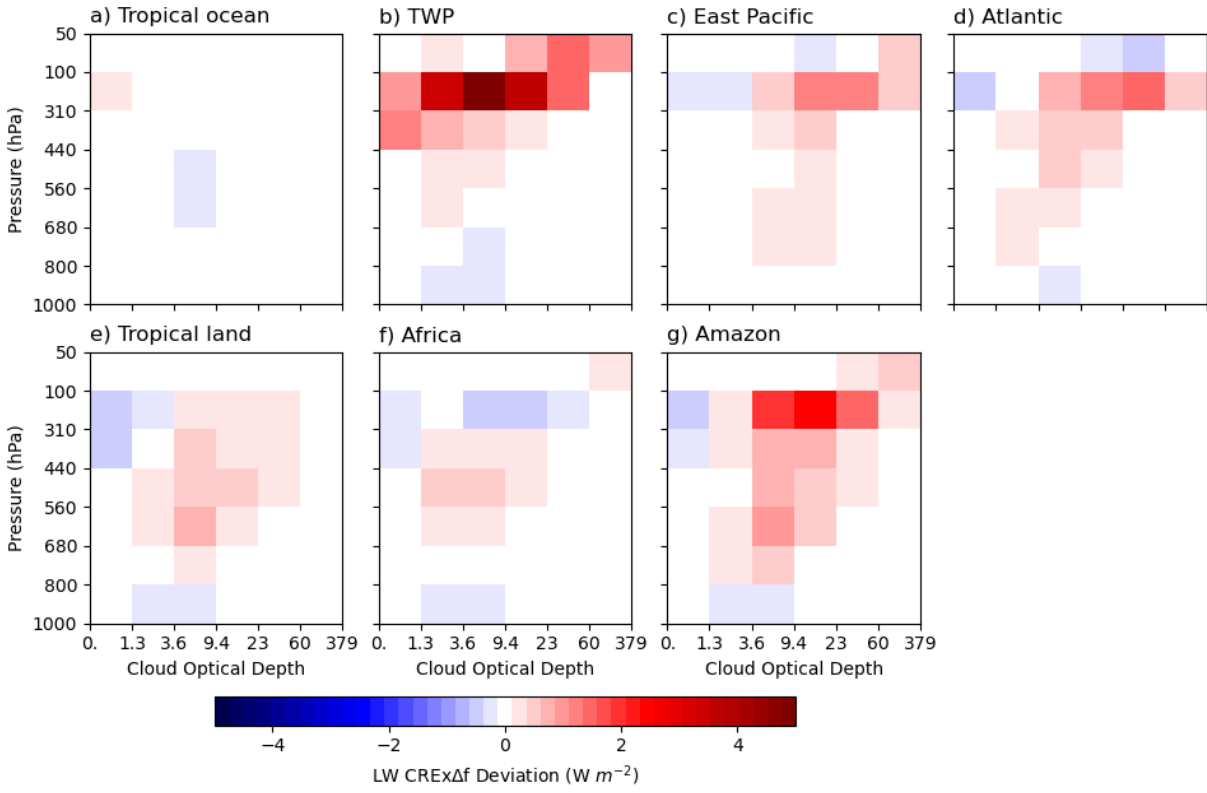 a) Tropical ocean
b) TWP
c) East Pacific
d) Atlantic
50
100
310
440
560
680
800
1000
Pressure (hPa)
e) Tropical land
f) Africa
g) Amazon
50
100
310
440
560
680
800
1000
Pressure (hPa)
0. 1.3 3.6 9.4 23 60 379
0. 1.3 3.6 9.4 23 60 379
0. 1.3 3.6 9.4 23 60 379
Cloud Optical Depth
Cloud Optical Depth
Cloud Optical Depth
−4 −2 0 2 4
LW CRExΔf Deviation (W m⁻²)